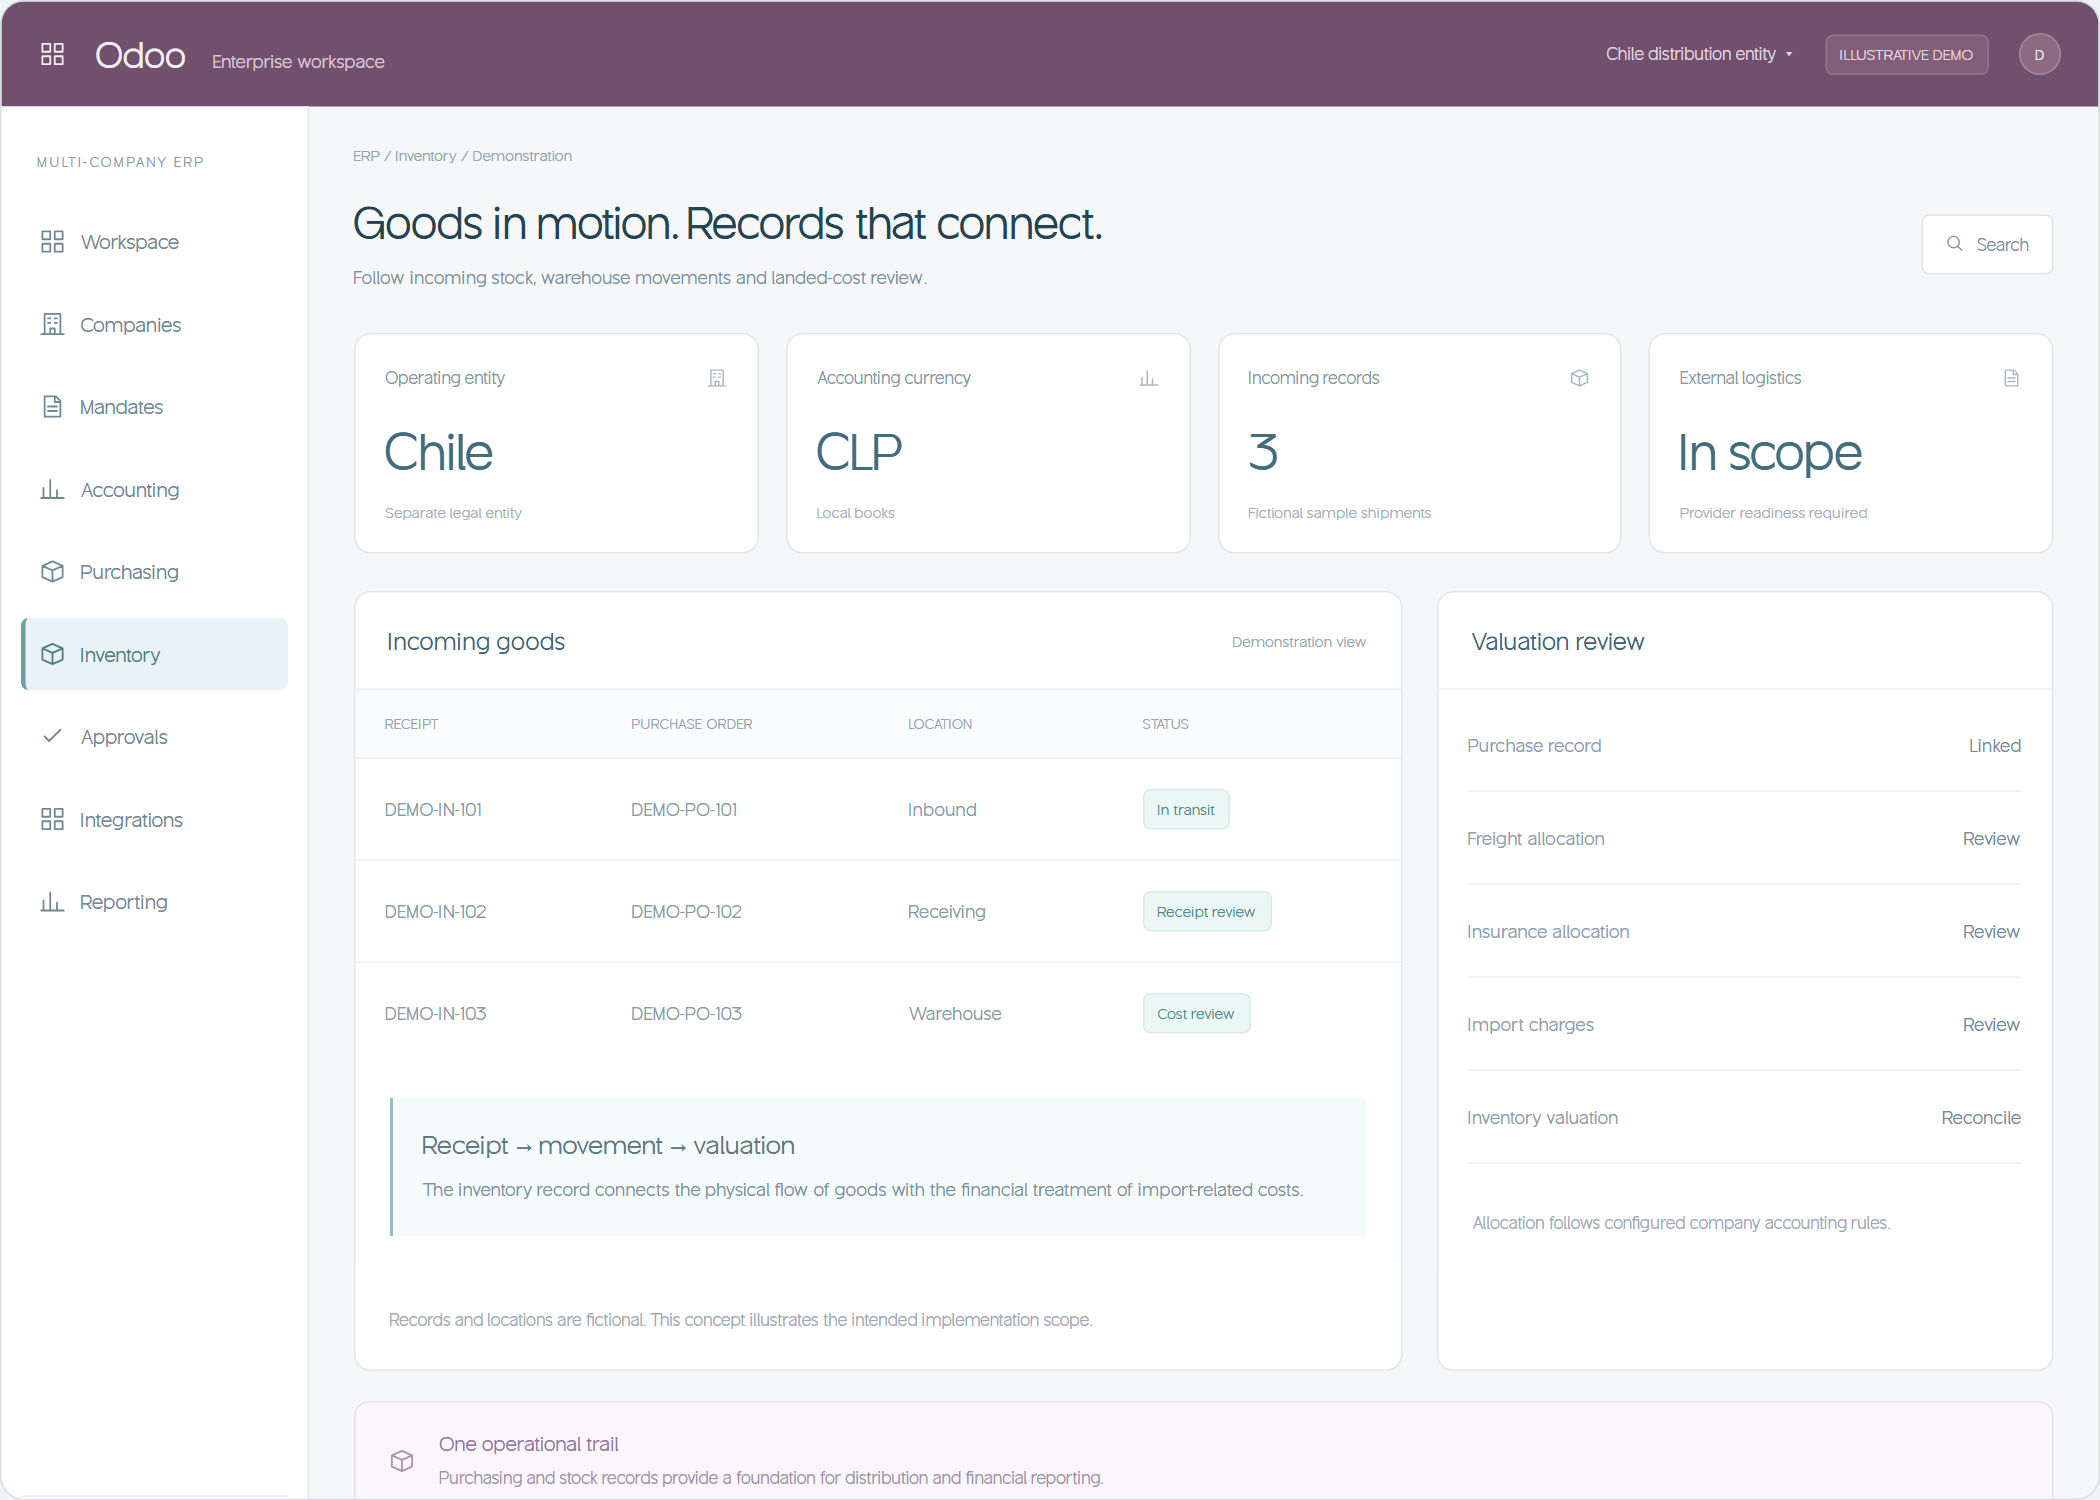 Odoo
Enterprise workspace
Chile distribution entity
ILLUSTRATIVE DEMO
D
MULTI-COMPANY ERP
Workspace
Companies
Mandates
Accounting
Purchasing
Inventory
Approvals
Integrations
Reporting
ERP / Inventory / Demonstration
Goods in motion. Records that connect.
Follow incoming stock, warehouse movements and landed-cost review.
Search
Operating entity
Chile
Separate legal entity
Accounting currency
CLP
Local books
Incoming records
3
Fictional sample shipments
External logistics
In scope
Provider readiness required
Incoming goods
Demonstration view
RECEIPT PURCHASE ORDER LOCATION STATUS
DEMO-IN-101 DEMO-PO-101 Inbound In transit
DEMO-IN-102 DEMO-PO-102 Receiving Receipt review
DEMO-IN-103 DEMO-PO-103 Warehouse Cost review
Receipt → movement → valuation
The inventory record connects the physical flow of goods with the financial treatment of import-related costs.
Records and locations are fictional. This concept illustrates the intended implementation scope.
Valuation review
Purchase record Linked
Freight allocation Review
Insurance allocation Review
Import charges Review
Inventory valuation Reconcile
Allocation follows configured company accounting rules.
One operational trail
Purchasing and stock records provide a foundation for distribution and financial reporting.